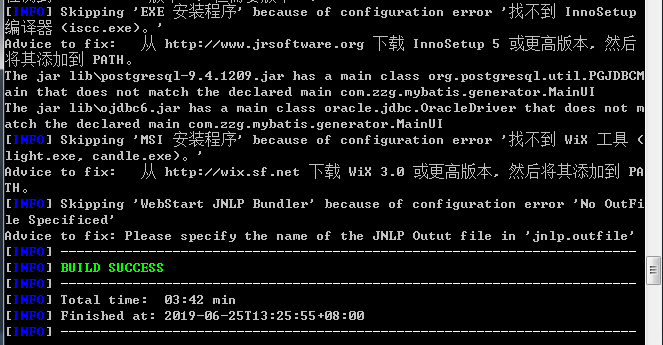 [INFO] Skipping 'EXE 安装程序' because of configuration error '找不到 InnoSetup
编译器 (iscc.exe)。'
Advice to fix:   从 http://www.jrsoftware.org 下载 InnoSetup 5 或更高版本, 然后
将其添加到 PATH。
The jar lib\postgresql-9.4.1209.jar has a main class org.postgresql.util.PGJDBCM
ain that does not match the declared main com.zzg.mybatis.generator.MainUI
The jar lib\ojdbc6.jar has a main class oracle.jdbc.OracleDriver that does not m
atch the declared main com.zzg.mybatis.generator.MainUI
[INFO] Skipping 'MSI 安装程序' because of configuration error '找不到 WiX 工具 (
light.exe, candle.exe)。'
Advice to fix:   从 http://wix.sf.net 下载 WiX 3.0 或更高版本, 然后将其添加到 PA
TH。
[INFO] Skipping 'WebStart JNLP Bundler' because of configuration error 'No OutFi
le Specificed'
Advice to fix: Please specify the name of the JNLP Outut file in 'jnlp.outfile'
[INFO] ------------------------------------------------------------------------
[INFO] BUILD SUCCESS
[INFO] ------------------------------------------------------------------------
[INFO] Total time:  03:42 min
[INFO] Finished at: 2019-06-25T13:25:55+08:00
[INFO] ------------------------------------------------------------------------